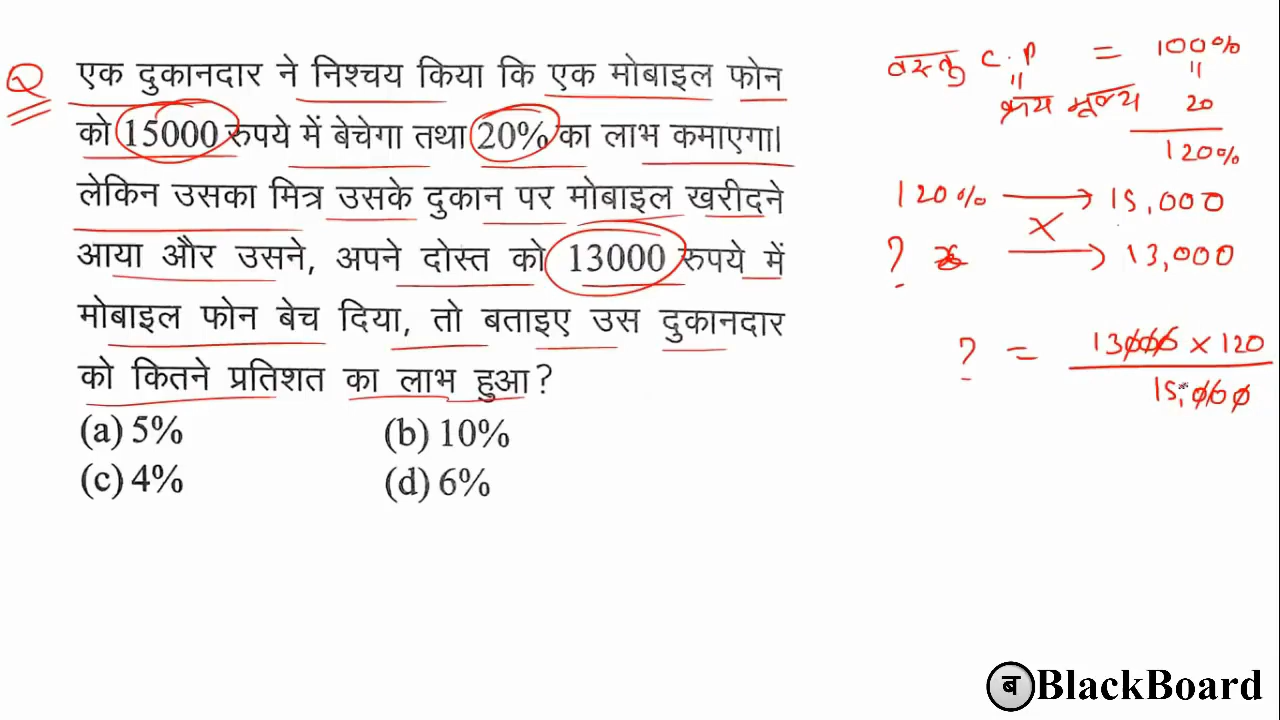 Q एक दुकानदार ने निश्चय किया कि एक मोबाइल फोन
को 15000 रुपये में बेचेगा तथा 20% का लाभ कमाएगा।
लेकिन उसका मित्र उसके दुकान पर मोबाइल खरीदने
आया और उसने, अपने दोस्त को 13000 रुपये में
मोबाइल फोन बेच दिया, तो बताइए उस दुकानदार
को कितने प्रतिशत का लाभ हुआ?
(a) 5% (b) 10%
(c) 4% (d) 6%
वस्तु C.P = 100%
क्रय मूल्य 20
120%
120% → 15,000
? x → 13,000
? = 13000 x 120
15,000
ब BlackBoard